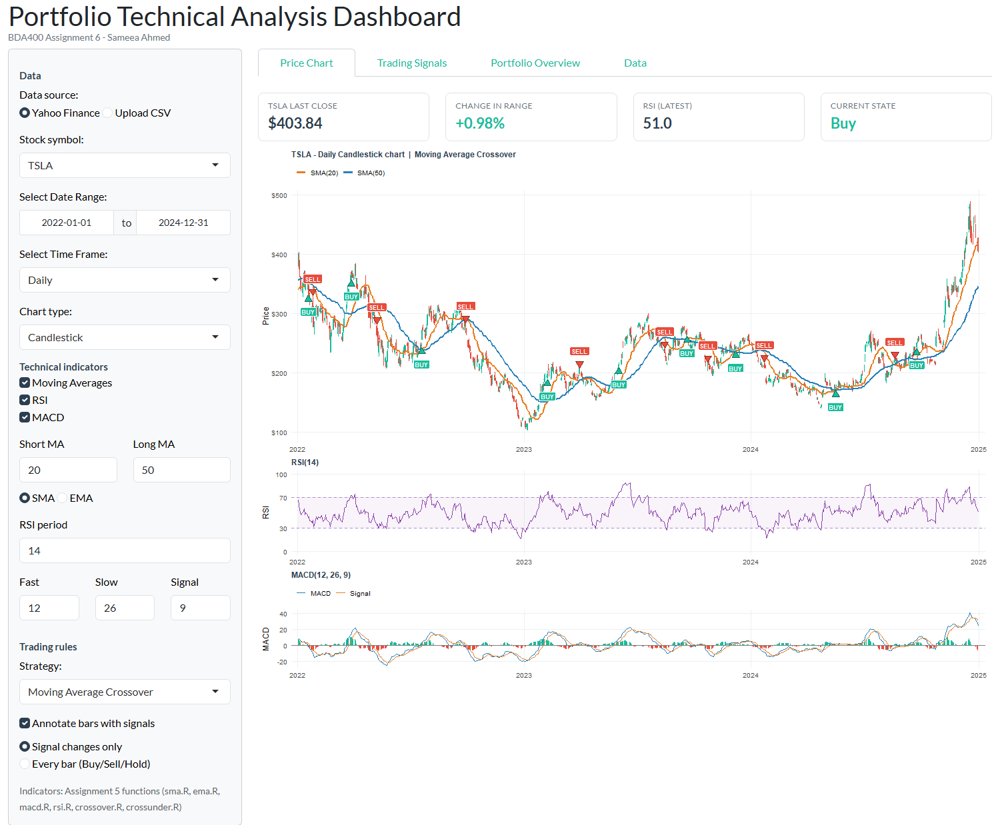 Portfolio Technical Analysis Dashboard
BDA400 Assignment 6 - Sameea Ahmed
Data
Data source:
Yahoo Finance Upload CSV
Stock symbol:
TSLA
Select Date Range:
2022-01-01 to 2024-12-31
Select Time Frame:
Daily
Chart type:
Candlestick
Technical indicators
Moving Averages
RSI
MACD
Short MA Long MA
20 50
SMA EMA
RSI period
14
Fast Slow Signal
12 26 9
Trading rules
Strategy:
Moving Average Crossover
Annotate bars with signals
Signal changes only
Every bar (Buy/Sell/Hold)
Indicators: Assignment 5 functions (sma.R, ema.R,
macd.R, rsi.R, crossover.R, crossunder.R)
Price Chart Trading Signals Portfolio Overview Data
TSLA LAST CLOSE CHANGE IN RANGE RSI (LATEST) CURRENT STATE
$403.84 +0.98% 51.0 Buy
TSLA - Daily Candlestick chart | Moving Average Crossover
SMA(20) SMA(50)
$500
$400
SELL
BUY
BUY
SELL
SELL
$300
Price
SELL
SELL
SELL
SELL
SELL
BUY
BUY
BUY
BUY
$200
BUY
BUY
BUY
$100
2022 2023 2024 2025
RSI(14)
100
70
RSI
30
0
2022 2023 2024 2025
MACD(12, 26, 9)
MACD Signal
40
20
MACD
0
-20
2022 2023 2024 2025